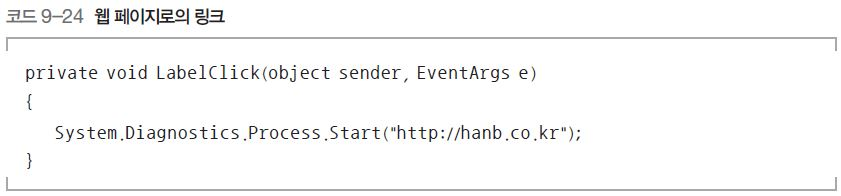 코드 9-24 웹 페이지로의 링크
private void LabelClick(object sender, EventArgs e)
{
System.Diagnostics.Process.Start("http://hanb.co.kr");
}